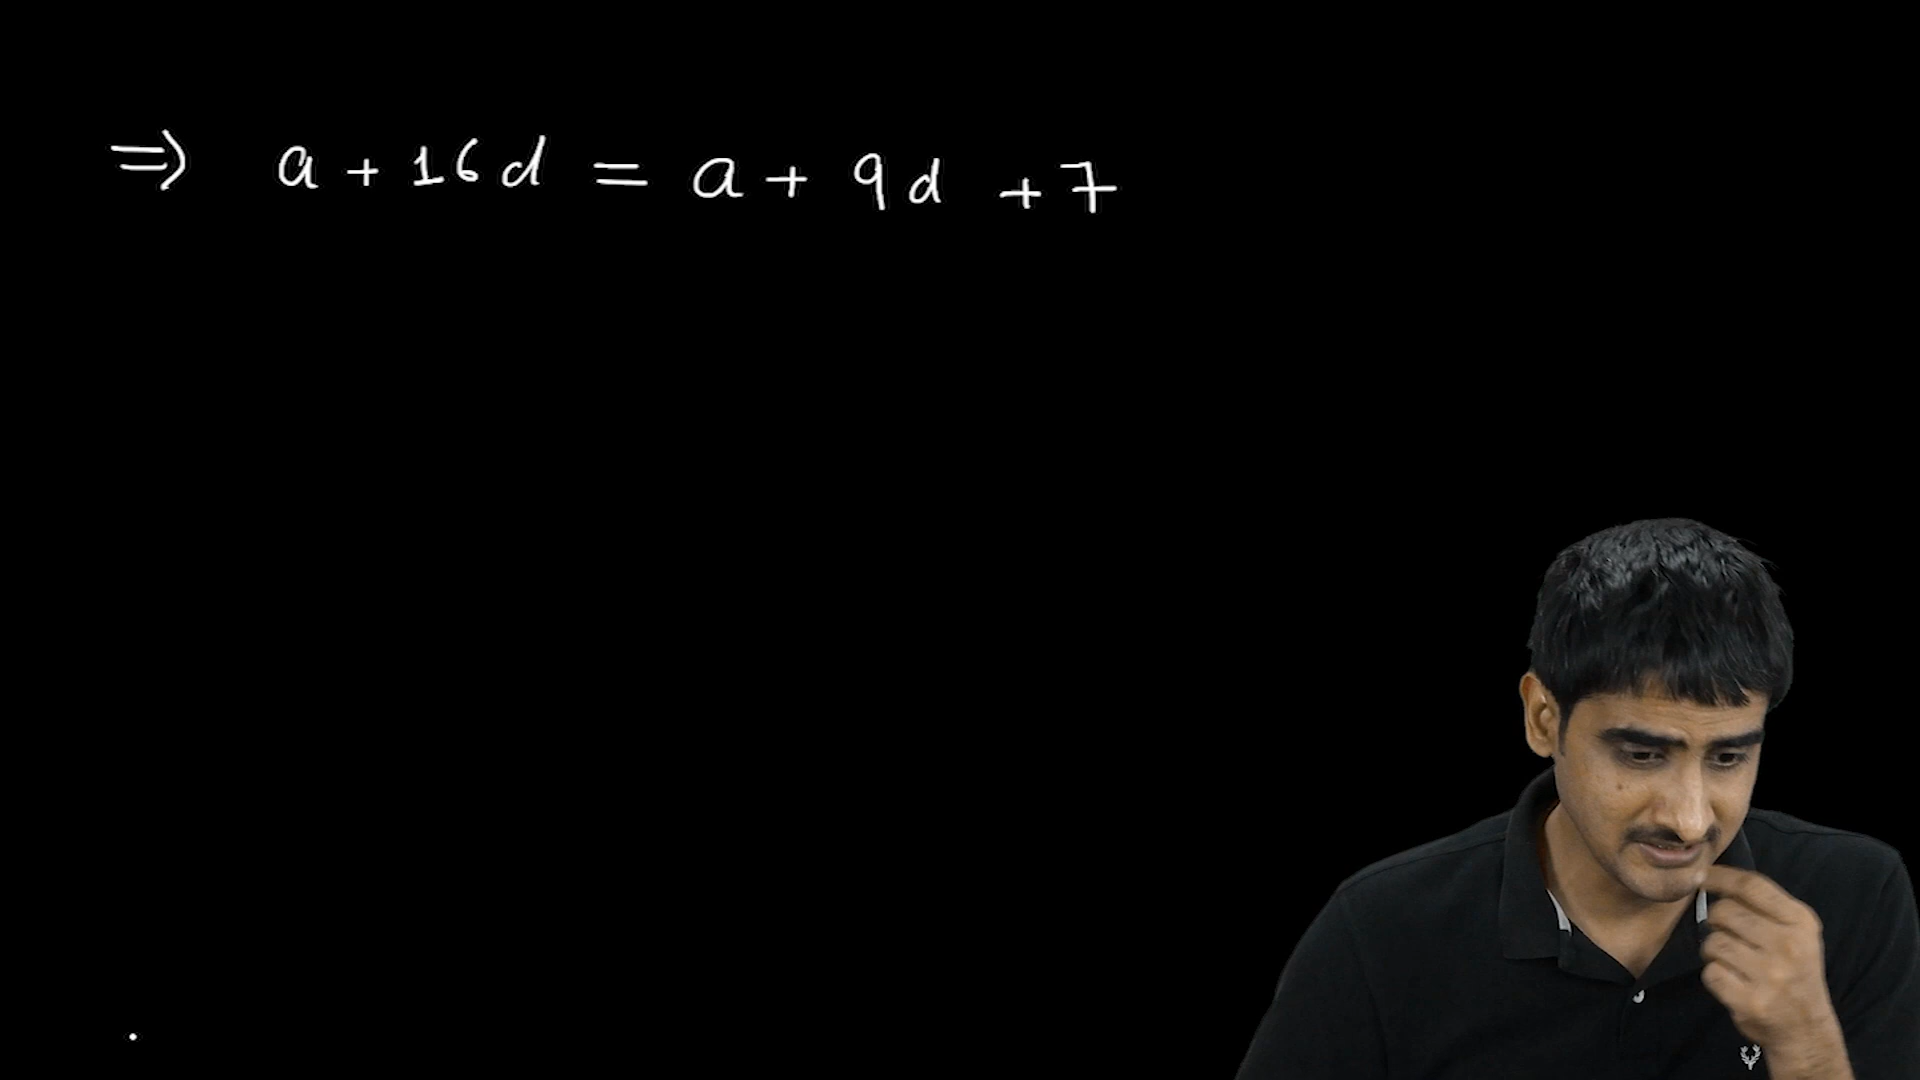 ⇒ a + 16d = a + 9d + 7